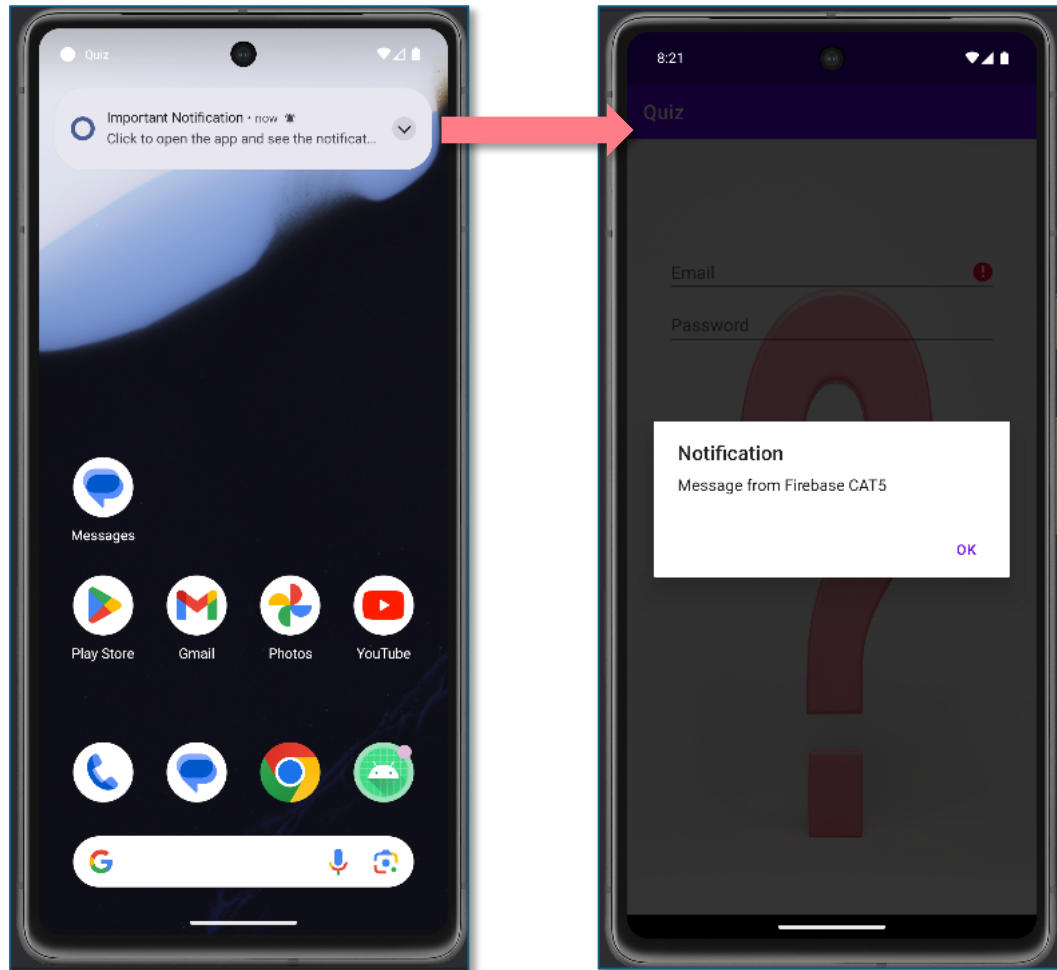 Quiz
Important Notification • now
Click to open the app and see the notificat...
Messages
Play Store
Gmail
Photos
YouTube
G
8:21
Quiz
Email
Password
Notification
Message from Firebase CAT5
OK